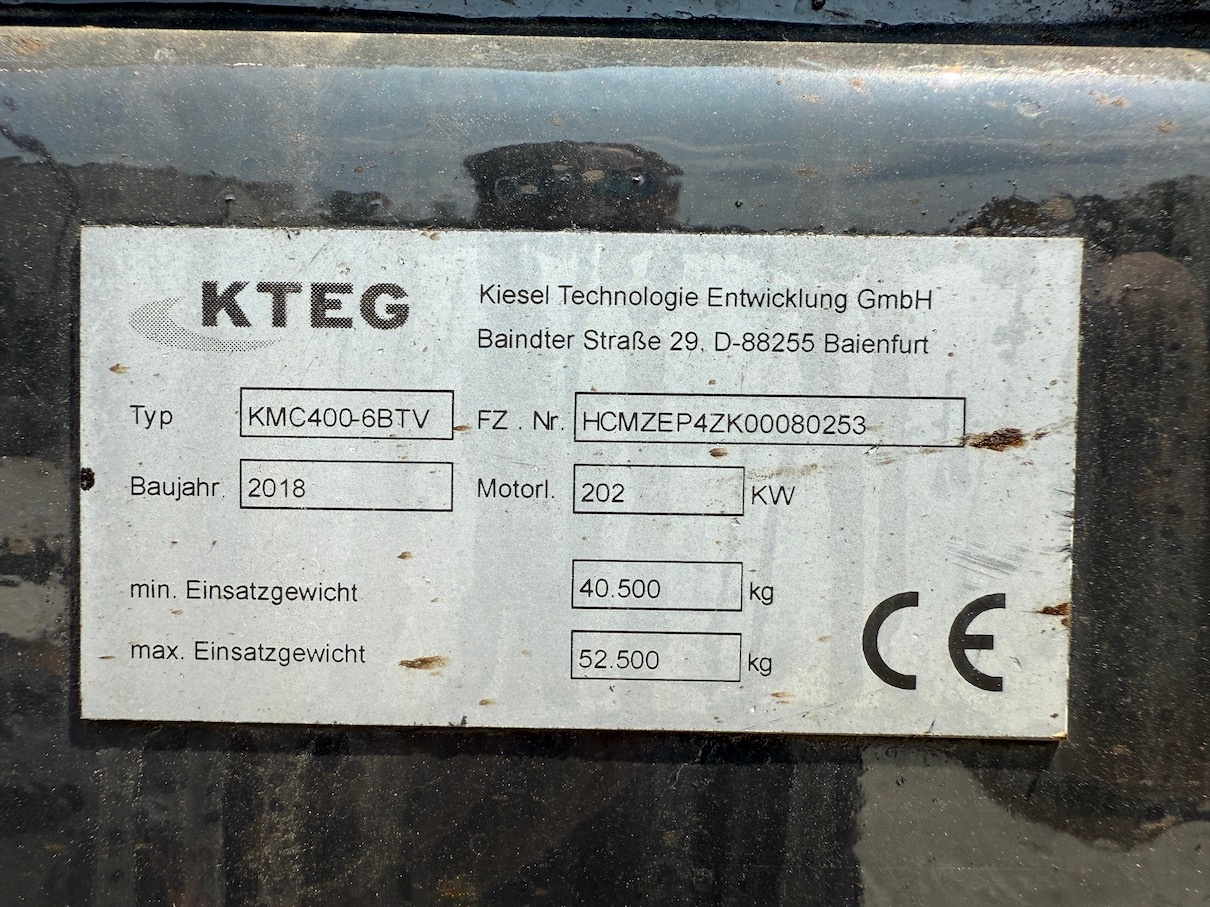 KTEG
Kiesel Technologie Entwicklung GmbH
Baindter Straße 29, D-88255 Baienfurt
Typ KMC400-6BTV FZ . Nr. HCMZEP4ZK00080253
Baujahr 2018 Motorl. 202 KW
min. Einsatzgewicht 40.500 kg
max. Einsatzgewicht 52.500 kg
CE